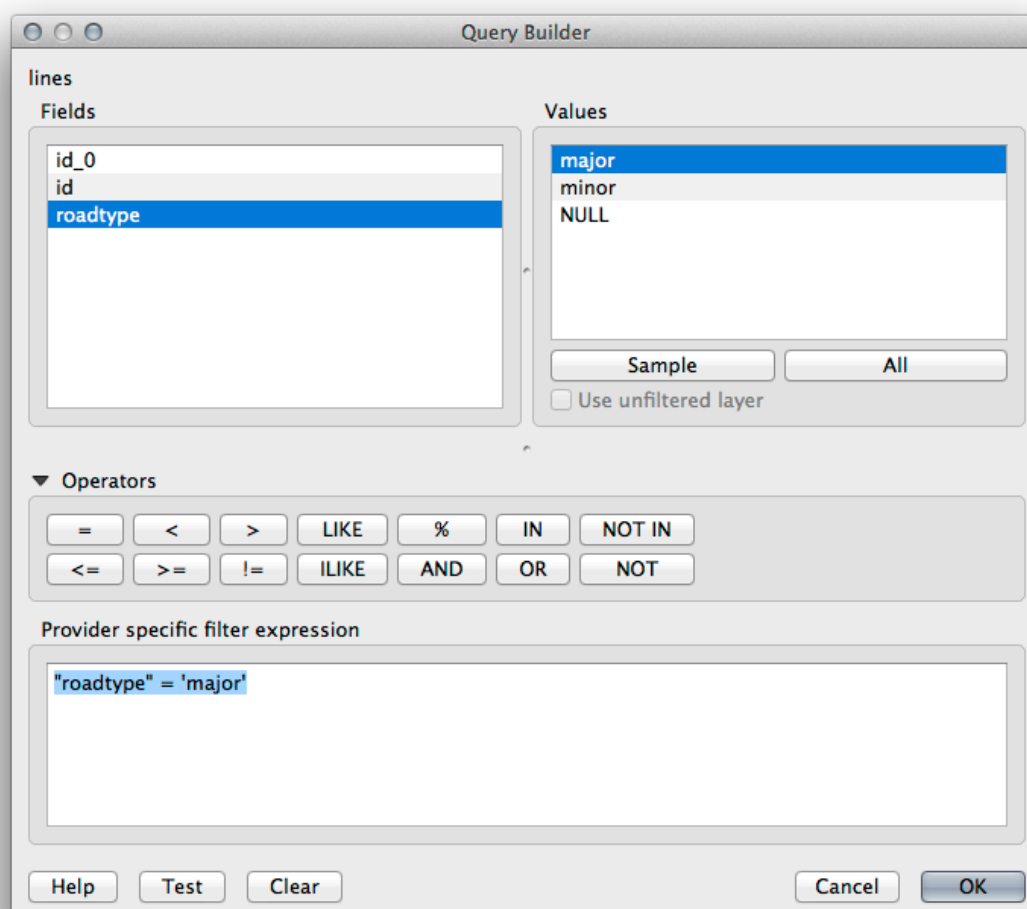 Query Builder
lines
Fields
Values
id_0
id
roadtype
major
minor
NULL
Sample
All
Use unfiltered layer
Operators
= < > LIKE % IN NOT IN
<= >= != ILIKE AND OR NOT
Provider specific filter expression
"roadtype" = 'major'
Help Test Clear Cancel OK